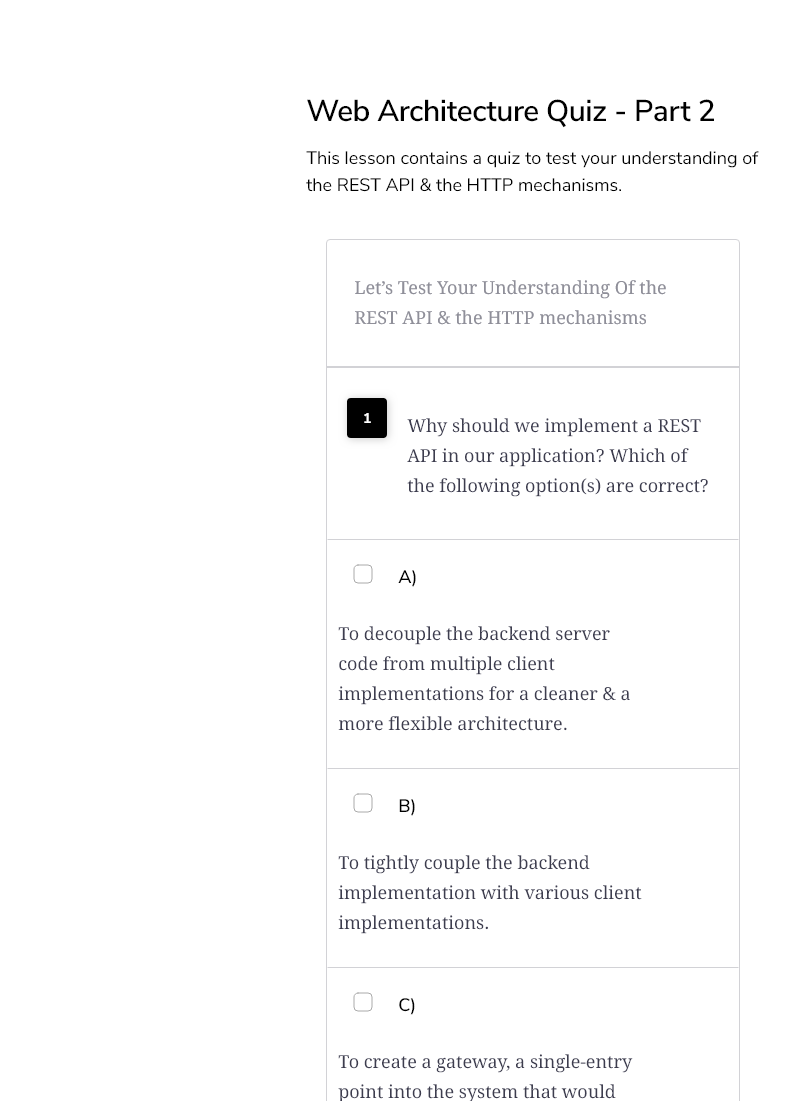 Web Architecture Quiz - Part 2
This lesson contains a quiz to test your understanding of
the REST API & the HTTP mechanisms.
Let’s Test Your Understanding Of the
REST API & the HTTP mechanisms
1
Why should we implement a REST
API in our application? Which of
the following option(s) are correct?
A)
To decouple the backend server
code from multiple client
implementations for a cleaner & a
more flexible architecture.
B)
To tightly couple the backend
implementation with various client
implementations.
C)
To create a gateway, a single-entry
point into the system that would